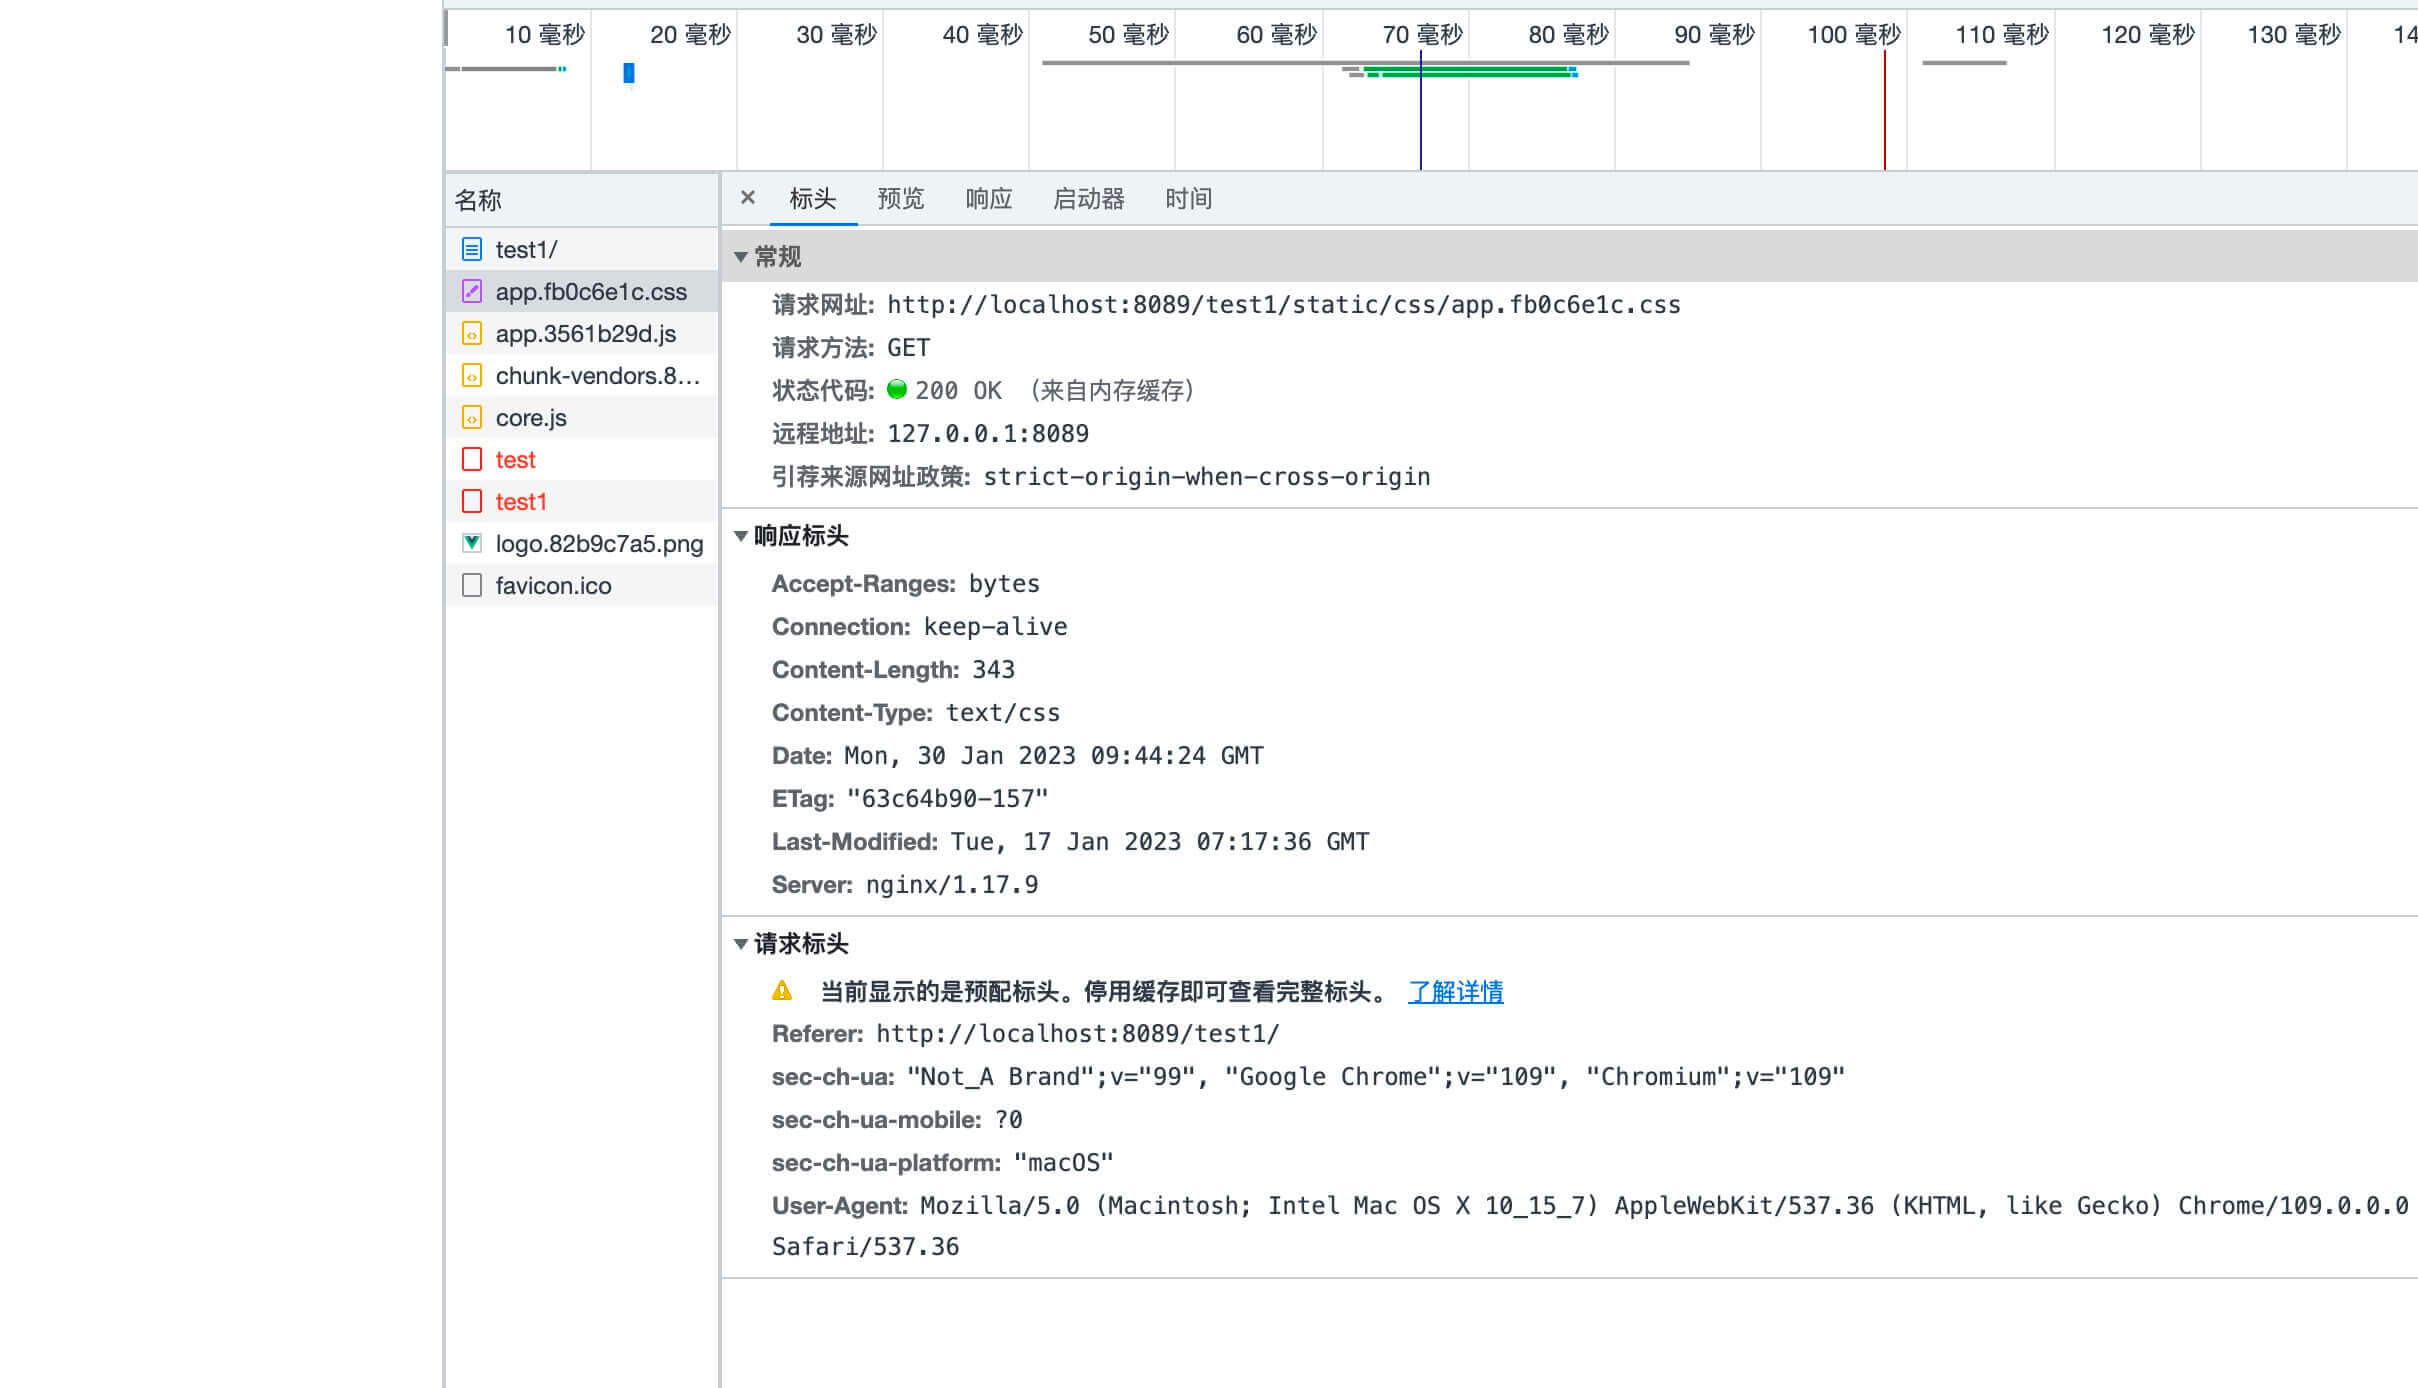 10 毫秒 20 毫秒 30 毫秒 40 毫秒 50 毫秒 60 毫秒 70 毫秒 80 毫秒 90 毫秒 100 毫秒 110 毫秒 120 毫秒 130 毫秒 14
名称
test1/
app.fb0c6e1c.css
app.3561b29d.js
chunk-vendors.8…
core.js
test
test1
logo.82b9c7a5.png
favicon.ico
× 标头 预览 响应 启动器 时间
▼常规
请求网址: http://localhost:8089/test1/static/css/app.fb0c6e1c.css
请求方法: GET
状态代码: 200 OK （来自内存缓存）
远程地址: 127.0.0.1:8089
引荐来源网址政策: strict-origin-when-cross-origin
▼响应标头
Accept-Ranges: bytes
Connection: keep-alive
Content-Length: 343
Content-Type: text/css
Date: Mon, 30 Jan 2023 09:44:24 GMT
ETag: "63c64b90-157"
Last-Modified: Tue, 17 Jan 2023 07:17:36 GMT
Server: nginx/1.17.9
▼请求标头
当前显示的是预配标头。停用缓存即可查看完整标头。 了解详情
Referer: http://localhost:8089/test1/
sec-ch-ua: "Not_A Brand";v="99", "Google Chrome";v="109", "Chromium";v="109"
sec-ch-ua-mobile: ?0
sec-ch-ua-platform: "macOS"
User-Agent: Mozilla/5.0 (Macintosh; Intel Mac OS X 10_15_7) AppleWebKit/537.36 (KHTML, like Gecko) Chrome/109.0.0.0
Safari/537.36